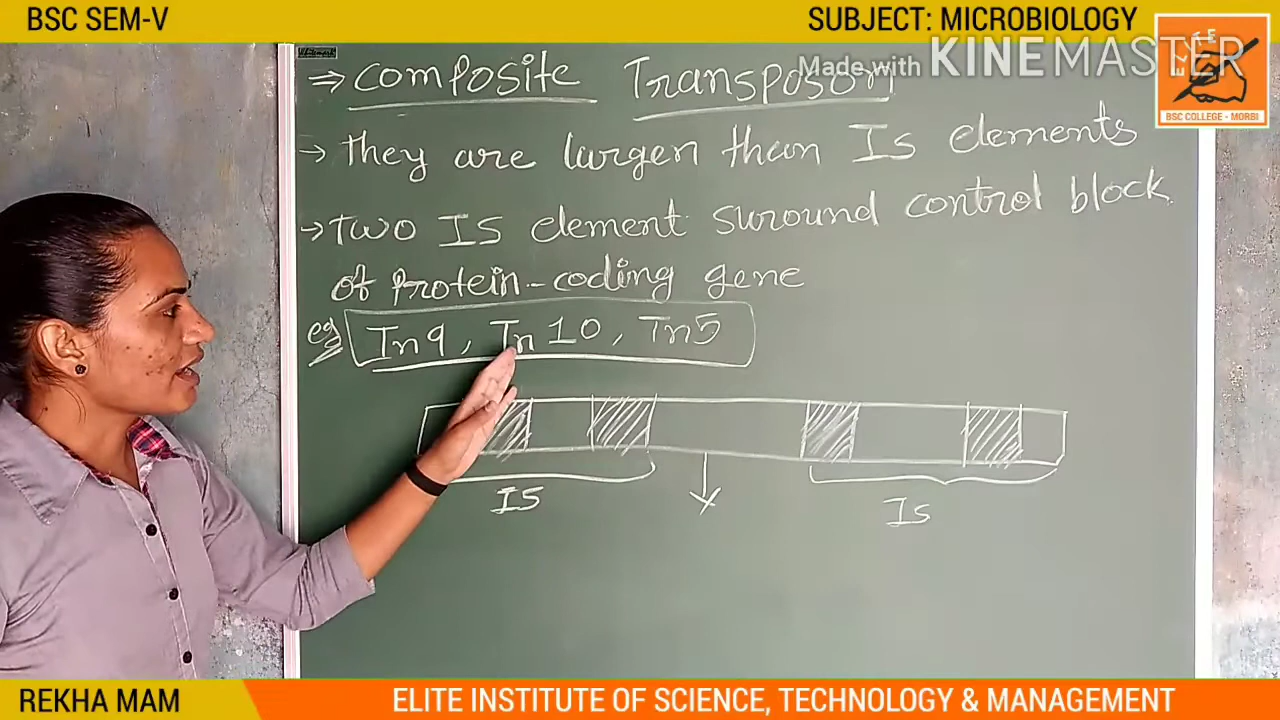 BSC SEM-V
SUBJECT: MICROBIOLOGY
Made with KINEMASTER
ELITE
BSC COLLEGE - MORBI
Whitemark
⇒ Composite Transposon
→ They are largen than Is elements
→ Two IS element suround control block
of Protein-coding gene
eg Tn9, Tn10, Tn5
IS
Is
REKHA MAM
ELITE INSTITUTE OF SCIENCE, TECHNOLOGY & MANAGEMENT